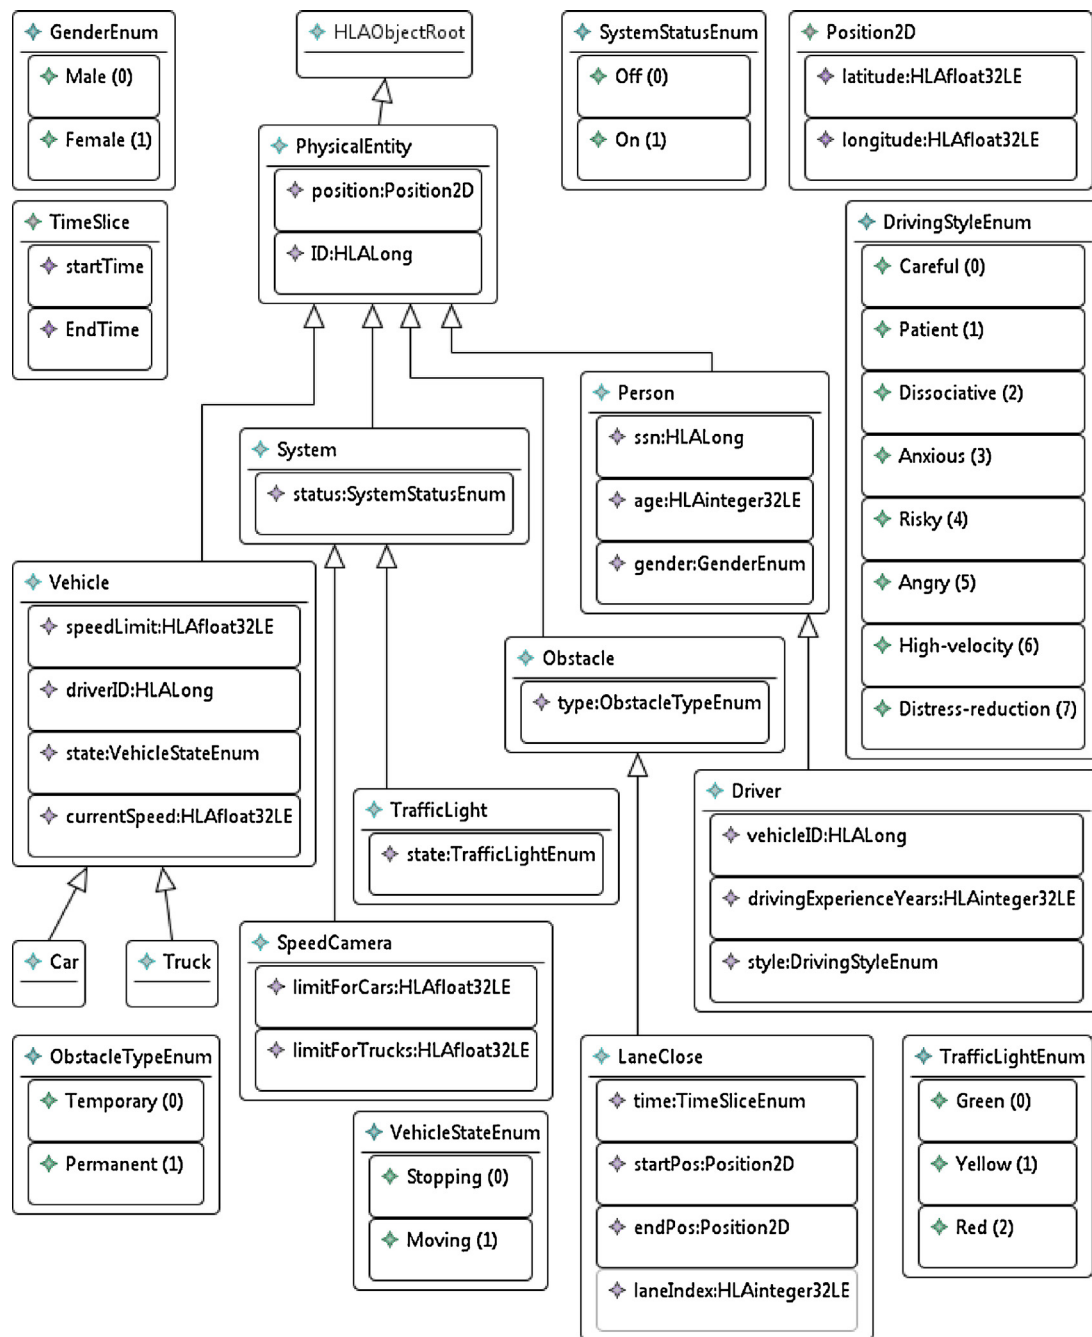 GenderEnum
Male (0)
Female (1)
HLAObjectRoot
SystemStatusEnum
Off (0)
On (1)
Position2D
latitude:HLAfloat32LE
longitude:HLAfloat32LE
PhysicalEntity
position:Position2D
ID:HLALong
TimeSlice
startTime
EndTime
DrivingStyleEnum
Careful (0)
Patient (1)
Dissociative (2)
Anxious (3)
Risky (4)
Angry (5)
High-velocity (6)
Distress-reduction (7)
Person
ssn:HLALong
age:HLAinteger32LE
gender:GenderEnum
System
status:SystemStatusEnum
Vehicle
speedLimit:HLAfloat32LE
driverID:HLALong
state:VehicleStateEnum
currentSpeed:HLAfloat32LE
Obstacle
type:ObstacleTypeEnum
TrafficLight
state:TrafficLightEnum
Driver
vehicleID:HLALong
drivingExperienceYears:HLAinteger32LE
style:DrivingStyleEnum
Car
Truck
SpeedCamera
limitForCars:HLAfloat32LE
limitForTrucks:HLAfloat32LE
ObstacleTypeEnum
Temporary (0)
Permanent (1)
VehicleStateEnum
Stopping (0)
Moving (1)
LaneClose
time:TimeSliceEnum
startPos:Position2D
endPos:Position2D
laneIndex:HLAinteger32LE
TrafficLightEnum
Green (0)
Yellow (1)
Red (2)